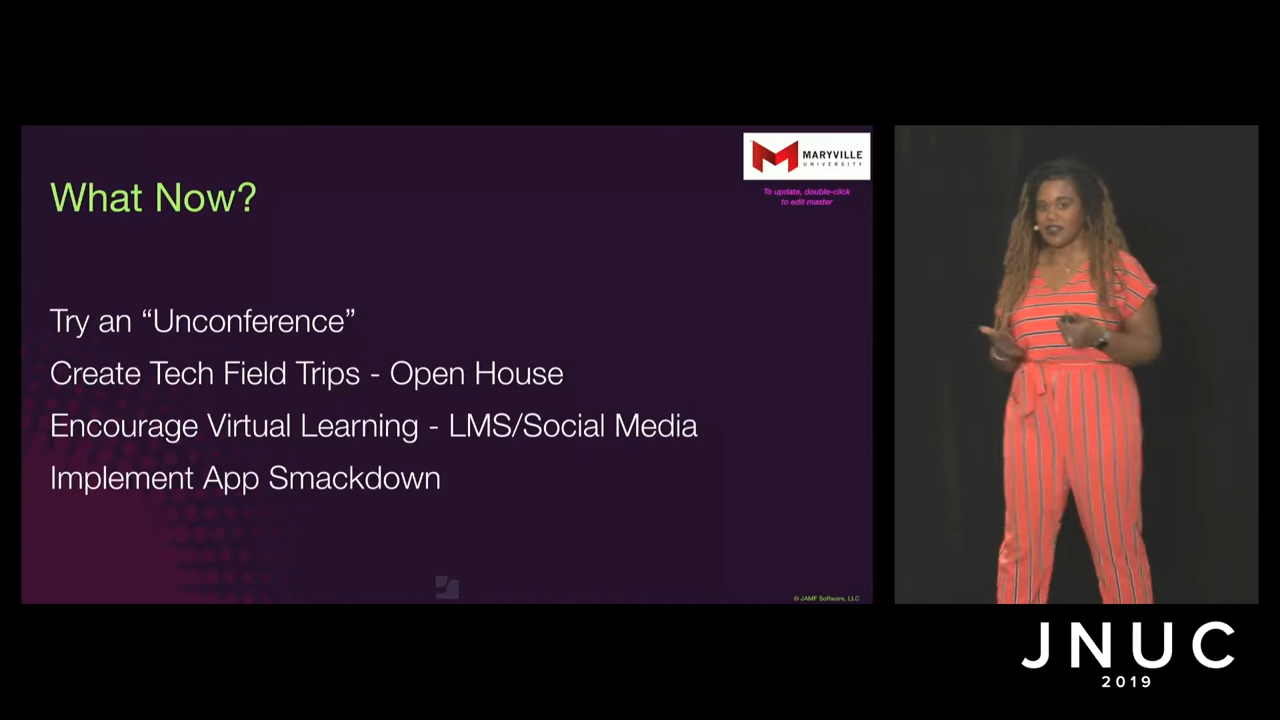 MARYVILLE
UNIVERSITY
To update, double-click
to edit master
What Now?
Try an “Unconference”
Create Tech Field Trips - Open House
Encourage Virtual Learning - LMS/Social Media
Implement App Smackdown
© JAMF Software, LLC
JNUC
2019